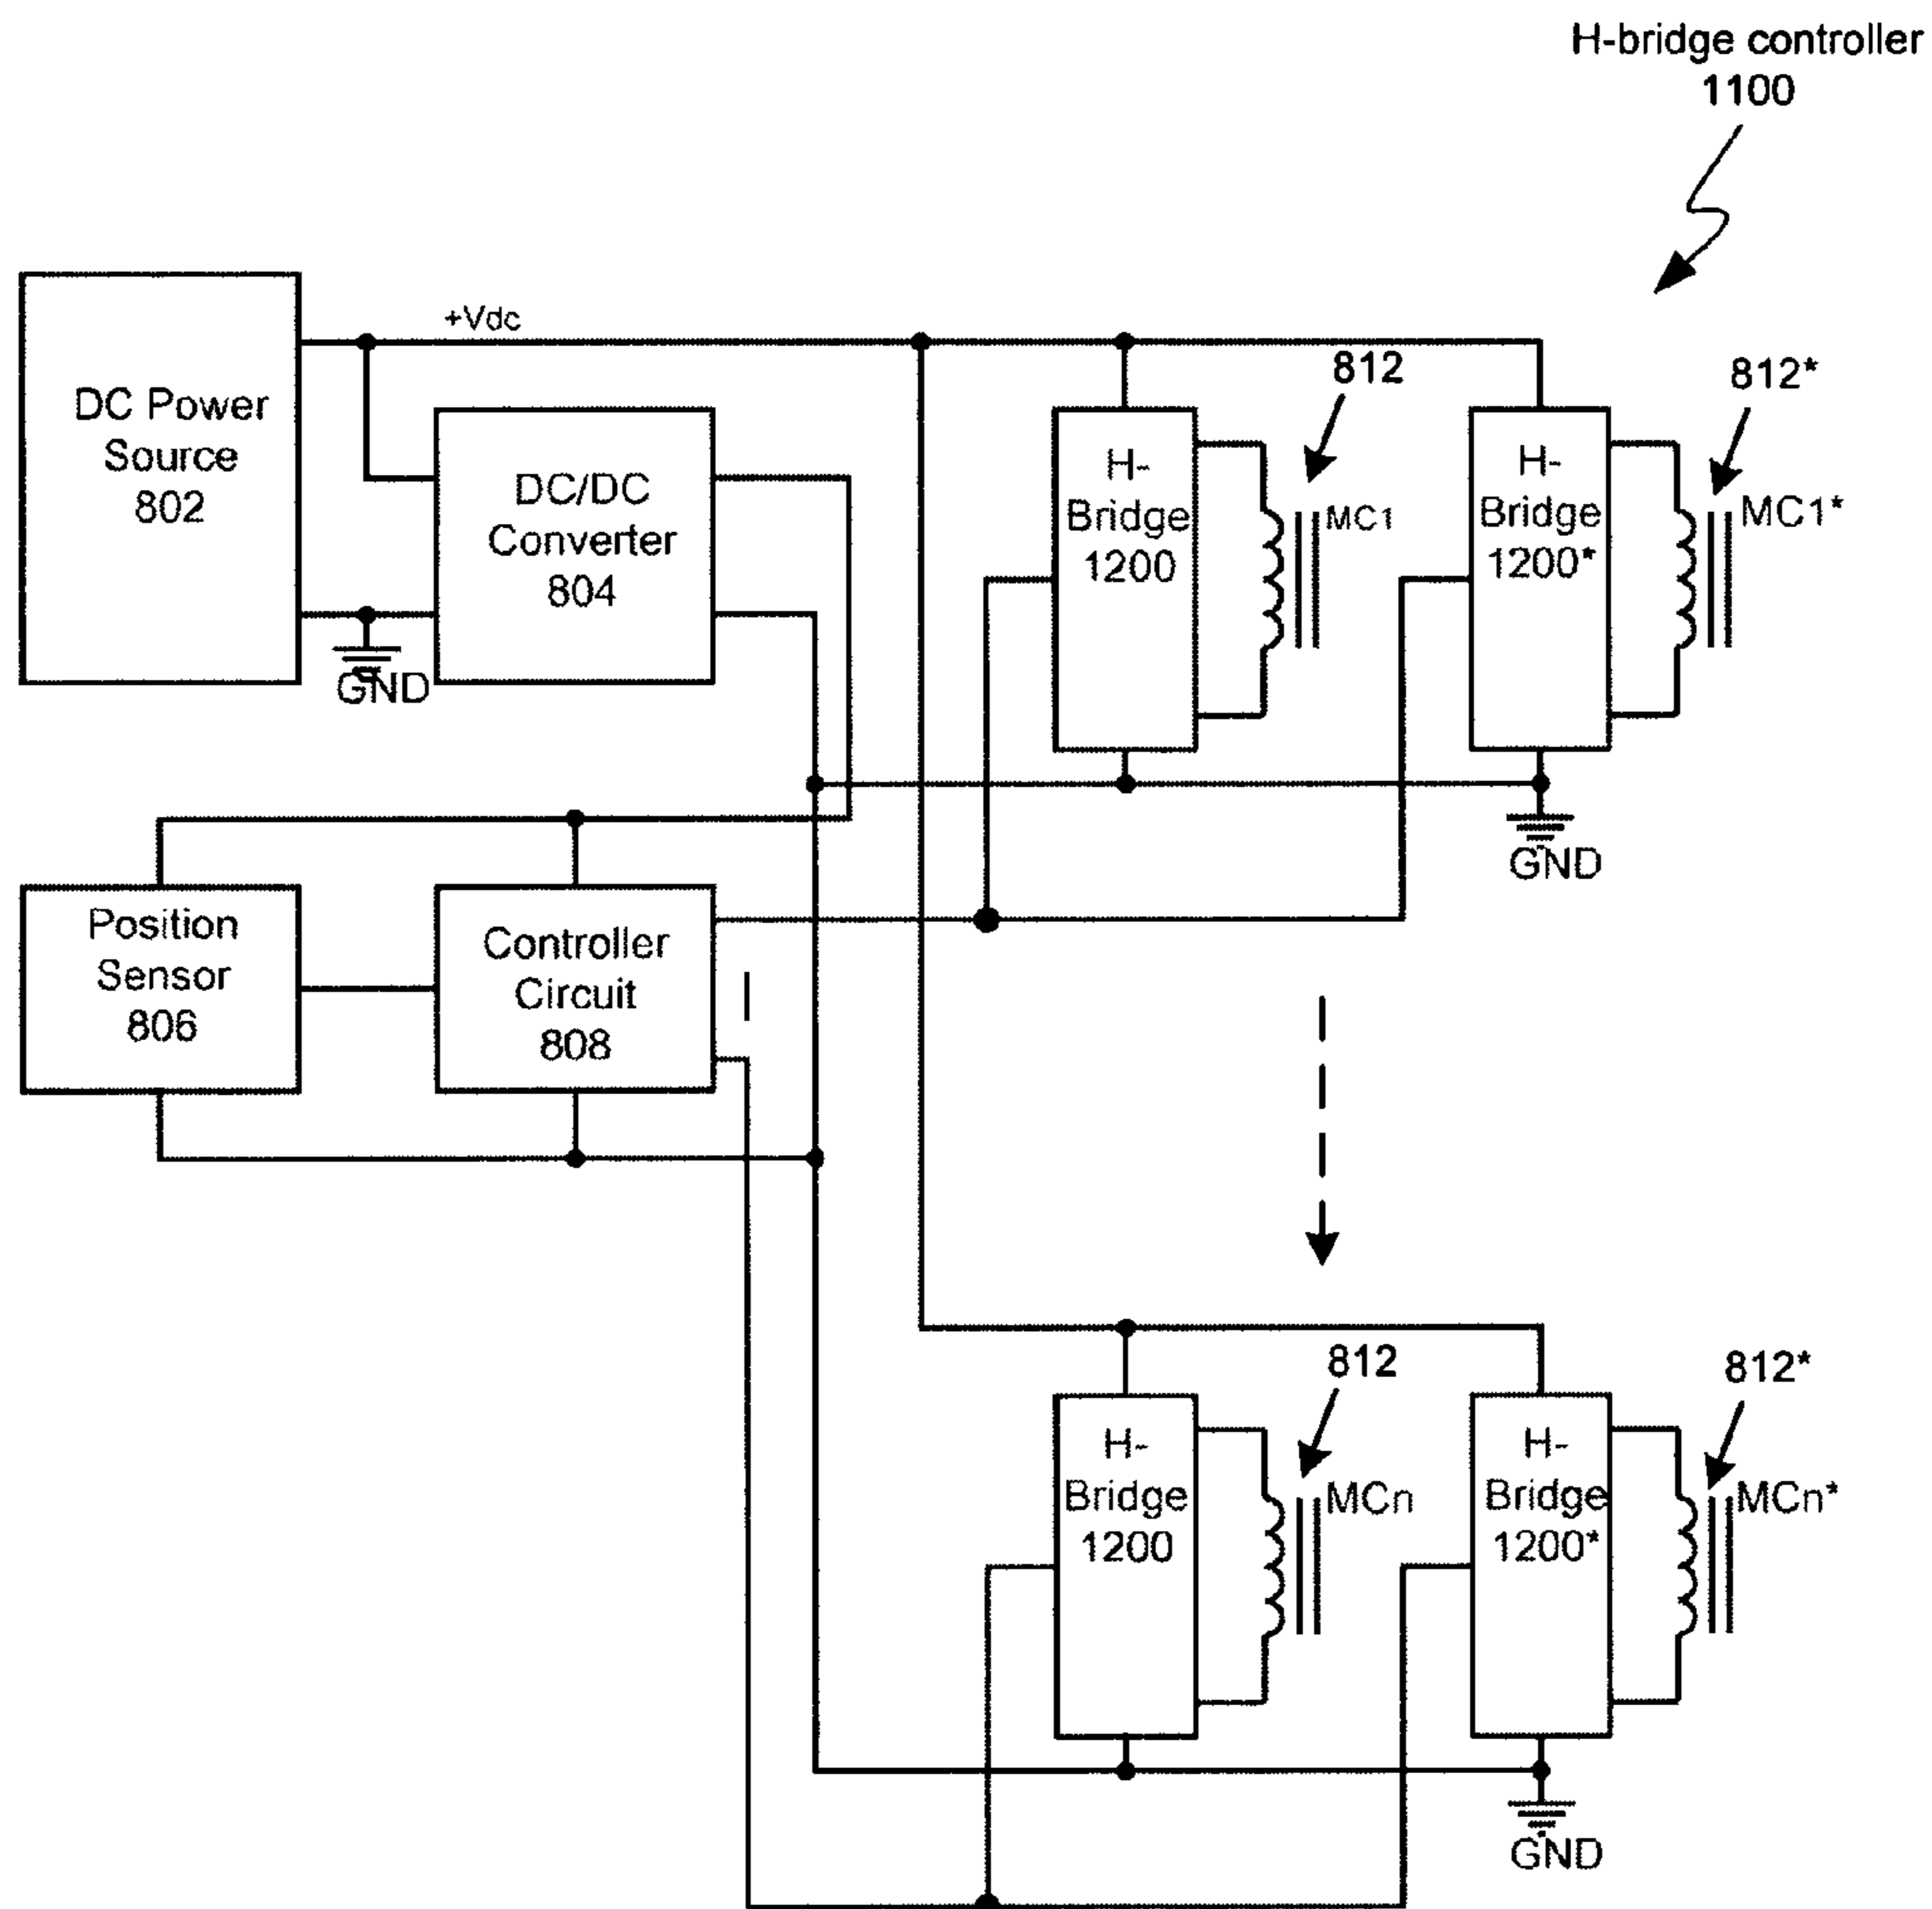 H-bridge controller
1100
+Vdc
DC Power
Source
802
GND
DC/DC
Converter
804
812
H-
Bridge
1200
MC1
812*
H-
Bridge
1200*
MC1*
GND
Position
Sensor
806
Controller
Circuit
808
812
H-
Bridge
1200
MCn
812*
H-
Bridge
1200*
MCn*
GND